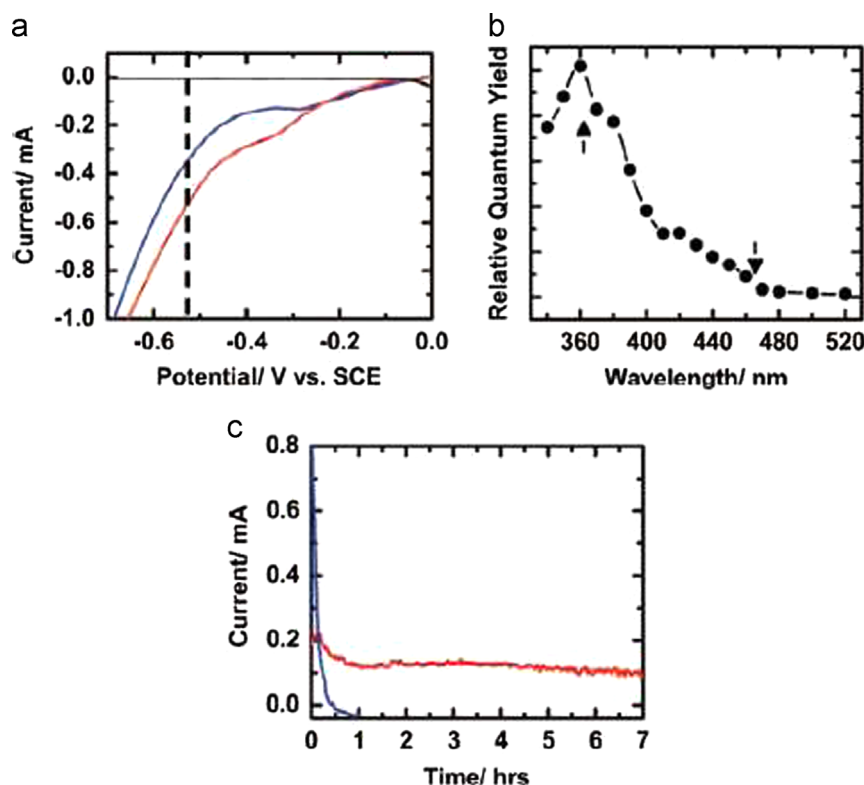 a
0.0
-0.2
-0.4
-0.6
-0.8
-1.0
-0.6 -0.4 -0.2 0.0
Current/ mA
Potential/ V vs. SCE
b
Relative Quantum Yield
360 400 440 480 520
Wavelength/ nm
c
0.8
0.6
0.4
0.2
0.0
0 1 2 3 4 5 6 7
Current/ mA
Time/ hrs